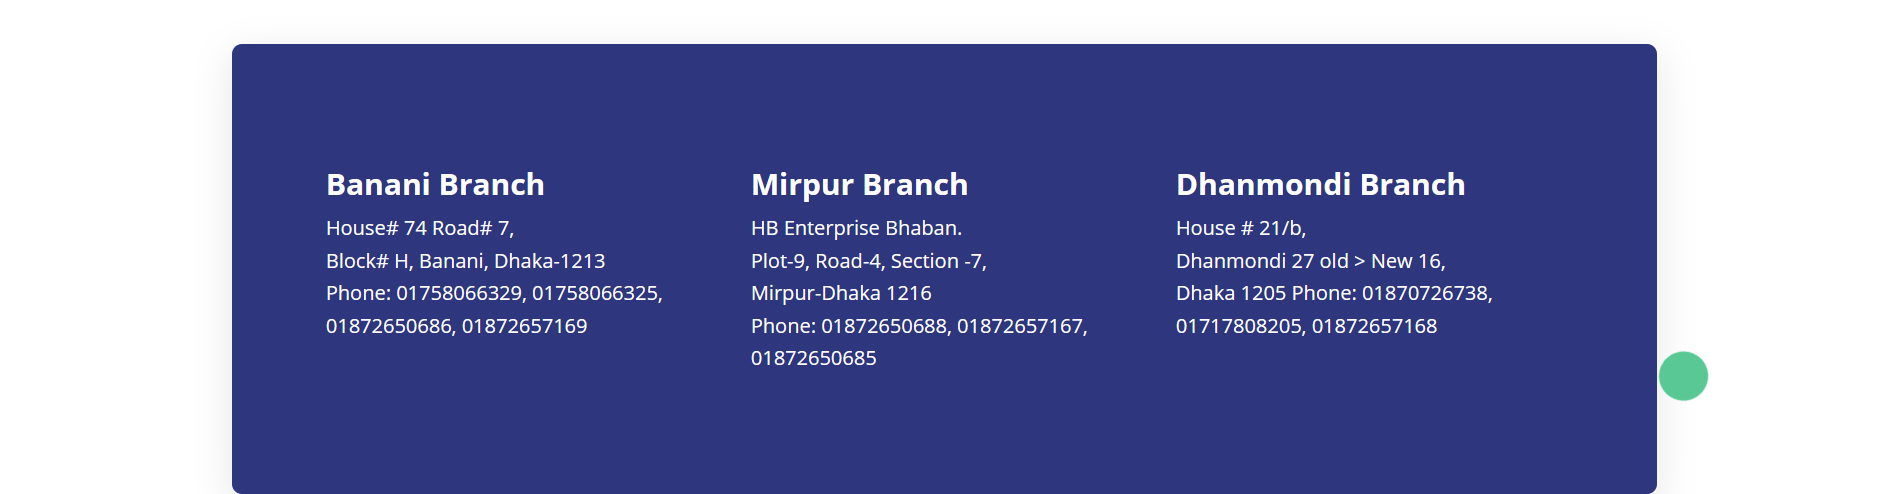 Banani Branch
House# 74 Road# 7,
Block# H, Banani, Dhaka-1213
Phone: 01758066329, 01758066325,
01872650686, 01872657169
Mirpur Branch
HB Enterprise Bhaban.
Plot-9, Road-4, Section -7,
Mirpur-Dhaka 1216
Phone: 01872650688, 01872657167,
01872650685
Dhanmondi Branch
House # 21/b,
Dhanmondi 27 old > New 16,
Dhaka 1205 Phone: 01870726738,
01717808205, 01872657168